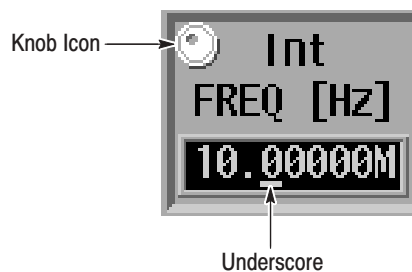 Knob Icon
Int
FREQ [Hz]
10.00000M
Underscore